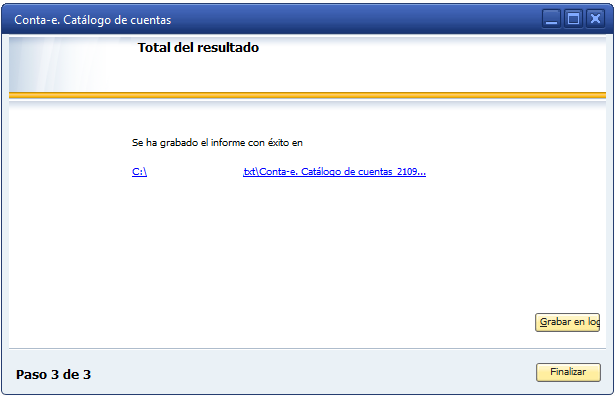 Conta-e. Catálogo de cuentas
Total del resultado
Se ha grabado el informe con éxito en
C:\ .txt\Conta-e. Catálogo de cuentas_2109...
Grabar en log
Paso 3 de 3
Finalizar